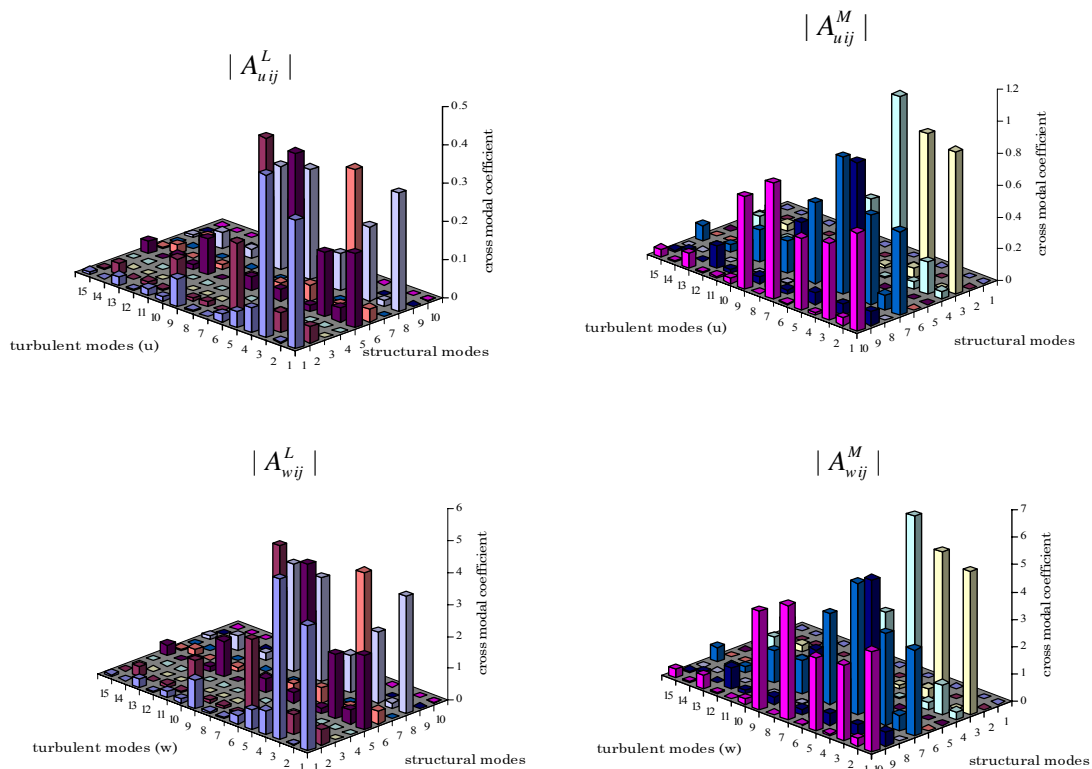 | A^L_{uij} |
0.5
0.4
0.3
0.2
0.1
0
cross modal coefficient
15 14 13 12 11 10 9 8 7 6 5 4 3 2 1
turbulent modes (u)
1 2 3 4 5 6 7 8 9 10
structural modes
| A^M_{uij} |
1.2
1
0.8
0.6
0.4
0.2
0
cross modal coefficient
15 14 13 12 11 10 9 8 7 6 5 4 3 2 1
turbulent modes (u)
10 9 8 7 6 5 4 3 2 1
structural modes
| A^L_{wij} |
6
5
4
3
2
1
0
cross modal coefficient
15 14 13 12 11 10 9 8 7 6 5 4 3 2 1
turbulent modes (w)
1 2 3 4 5 6 7 8 9 10
structural modes
| A^M_{wij} |
7
6
5
4
3
2
1
0
cross modal coefficient
15 14 13 12 11 10 9 8 7 6 5 4 3 2 1
turbulent modes (w)
10 9 8 7 6 5 4 3 2 1
structural modes